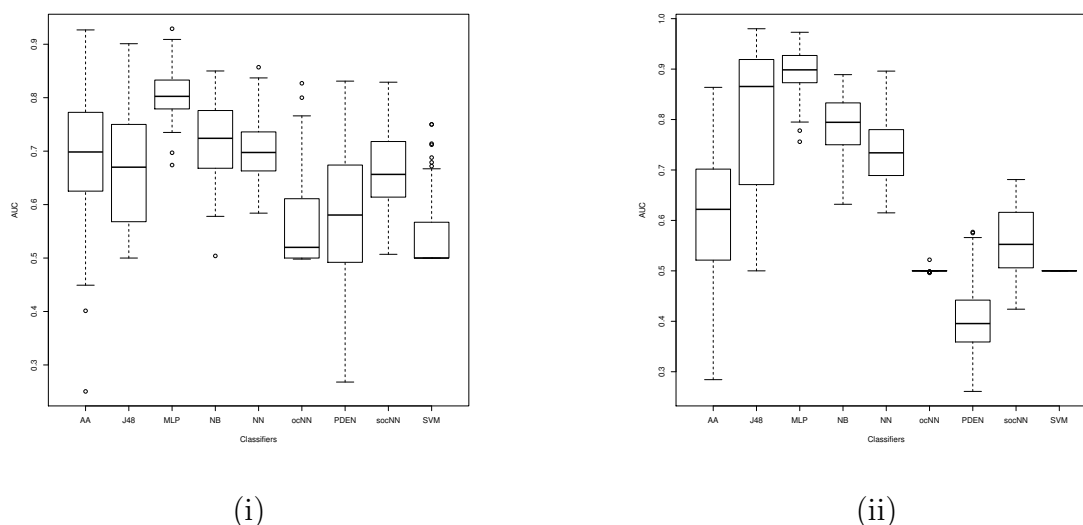 0.9
0.8
0.7
0.6
0.5
0.4
0.3
AUC
AA J48 MLP NB NN ocNN PDEN socNN SVM
Classifiers
(i)
1.0
0.9
0.8
0.7
0.6
0.5
0.4
0.3
AUC
AA J48 MLP NB NN ocNN PDEN socNN SVM
Classifiers
(ii)